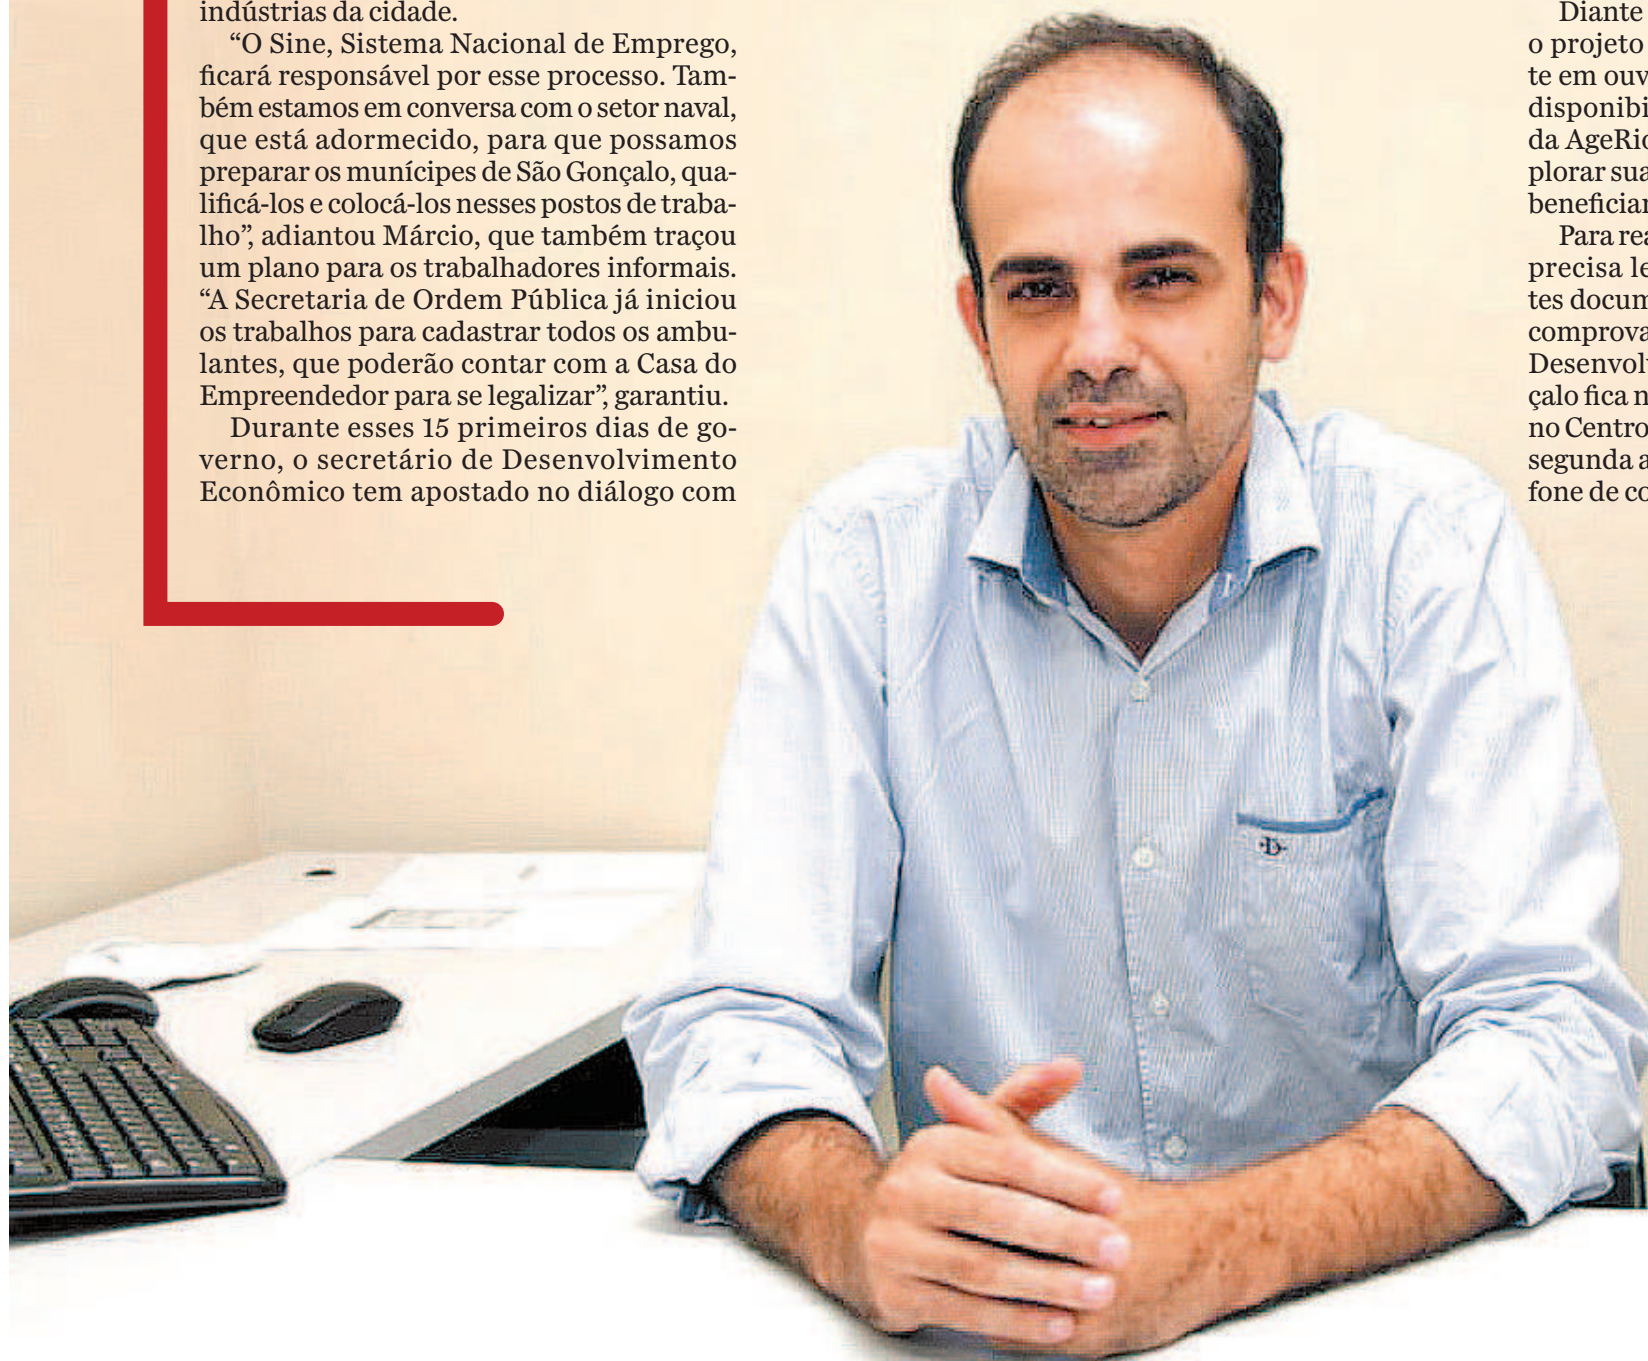 indústrias da cidade.
“O Sine, Sistema Nacional de Emprego,
ficará responsável por esse processo. Tam-
bém estamos em conversa com o setor naval,
que está adormecido, para que possamos
preparar os munícipes de São Gonçalo, qua-
lificá-los e colocá-los nesses postos de traba-
lho”, adiantou Márcio, que também traçou
um plano para os trabalhadores informais.
“A Secretaria de Ordem Pública já iniciou
os trabalhos para cadastrar todos os ambu-
lantes, que poderão contar com a Casa do
Empreendedor para se legalizar”, garantiu.
Durante esses 15 primeiros dias de go-
verno, o secretário de Desenvolvimento
Econômico tem apostado no diálogo com
Diante
o projeto
te em ouv
disponibi
da AgeRio
plorar sua
beneficiar
Para rea
precisa le
tes docum
comprova
Desenvol
çalo fica n
no Centro
segunda a
fone de co
D